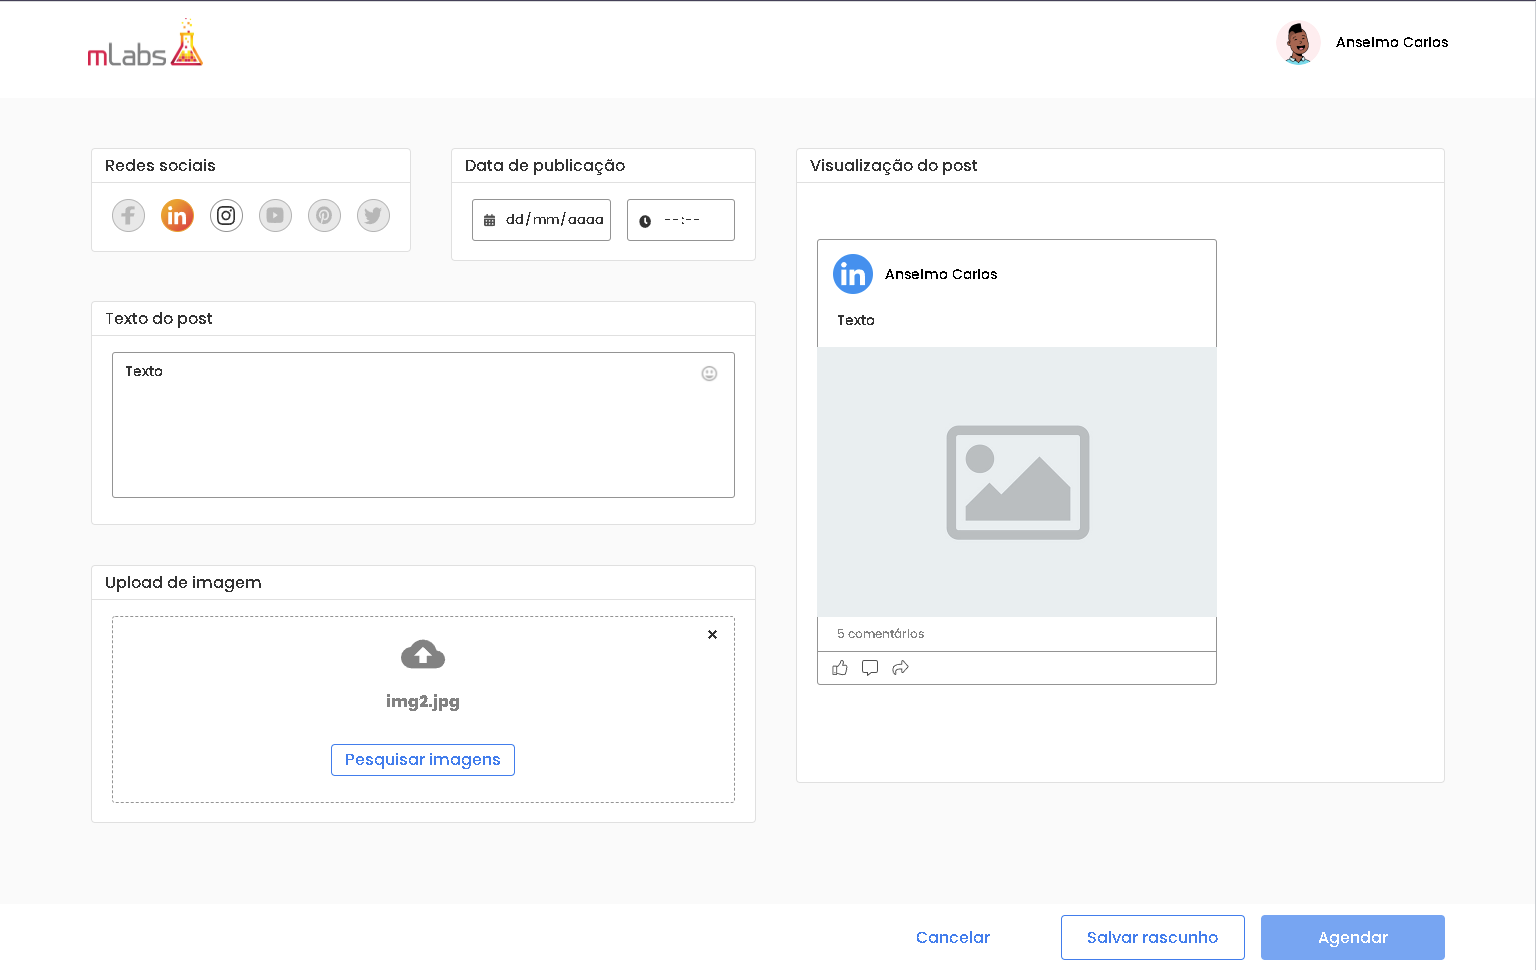 mLabs
Anselmo Carlos
Redes sociais
Data de publicação
dd/mm/aaaa
--:--
Texto do post
Texto
Upload de imagem
×
img2.jpg
Pesquisar imagens
Visualização do post
in Anselmo Carlos
Texto
5 comentários
Cancelar
Salvar rascunho
Agendar